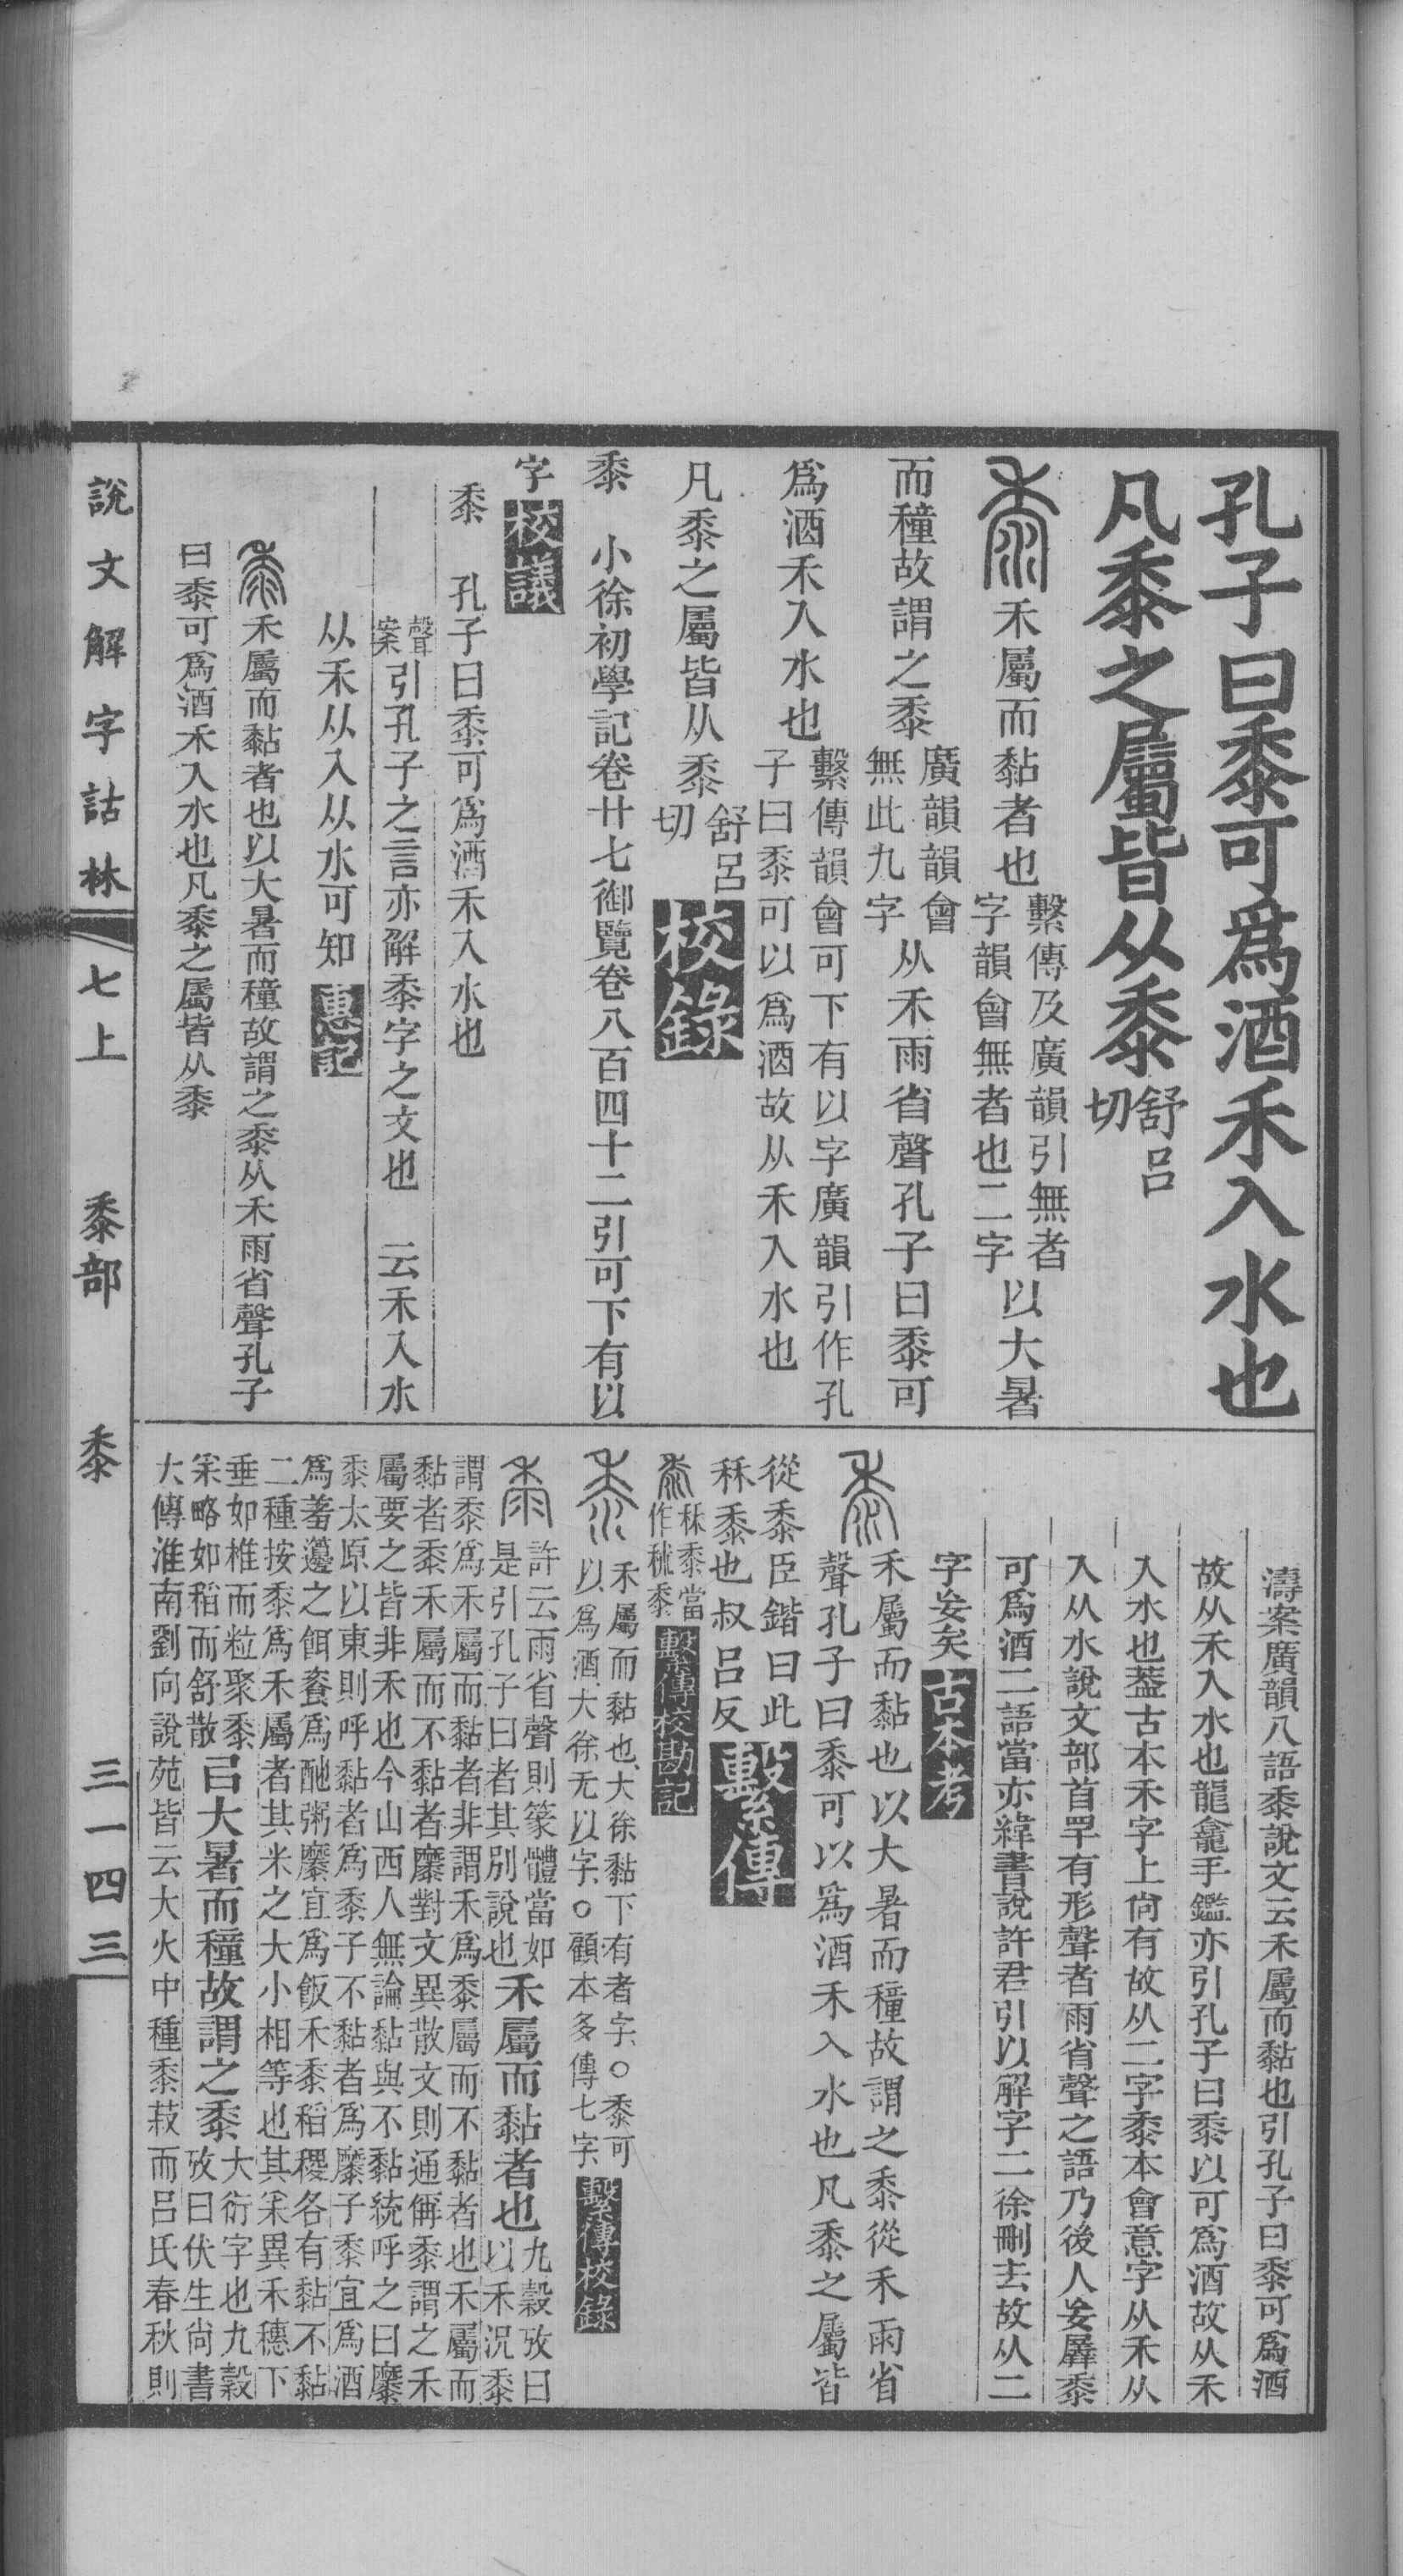 孔子曰黍可爲酒禾入水也
凡黍之屬皆从黍舒呂切
禾屬而黏者也繫傳及廣韻引無者字韻會無者也二字以大暑
而種故謂之黍廣韻韻會無此九字从禾雨省聲孔子曰黍可
爲酒禾入水也繫傳韻會可下有以字廣韻引作孔子曰黍可以爲酒故从禾入水也
凡黍之屬皆从黍舒呂切校錄
黍 小徐初學記卷廿七御覽卷八百四十二引可下有以
字校議
黍 孔子曰黍可爲酒禾入水也
聲案引孔子之言亦解黍字之文也 云禾入水
从禾从入从水可知惠記
禾屬而黏者也以大暑而種故謂之黍从禾雨省聲孔子
曰黍可爲酒禾入水也凡黍之屬皆从黍
濤案廣韻八語黍說文云禾屬而黏也引孔子曰黍可爲酒
故从禾入水也龍龕手鑑亦引孔子曰黍以可爲酒故从禾
入水也葢古本禾字上尙有故从二字黍本會意字从禾从
入从水說文部首罕有形聲者雨省聲之語乃後人妄羼黍
可爲酒二語當亦緯書說許君引以解字二徐刪去故从二
字妄矣古本考
禾屬而黏也以大暑而種故謂之黍從禾雨省
聲孔子曰黍可以爲酒禾入水也凡黍之屬皆
從黍臣鍇曰此
秝黍也叔呂反繫傳
秝黍當作秫黍繫傳校勘記
禾屬而黏也大徐黏下有者字○黍可
以爲酒大徐无以字○顧本多傳七字繫傳校錄
許云雨省聲則篆體當如是引孔子曰者其別說也禾屬而黏者也九穀攷曰以禾況黍
謂黍爲禾屬而黏者非謂禾爲黍屬而不黏者也禾屬而
黏者黍禾屬而不黏者䵚對文異散文則通偁黍謂之禾
屬要之皆非禾也今山西人無論黏與不黏統呼之曰䵚
黍太原以東則呼黏者爲黍子不黏者爲䵚子黍宜爲酒
爲羞籩之餌餈爲酏粥䵚宜爲飯禾黍稻稷各有黏不黏
二種按黍爲禾屬者其米之大小相等也其采異禾穗下
垂如椎而粒聚黍采略如稻而舒散㠯大暑而種故謂之黍大衍字也九穀攷曰伏生尙書
大傳淮南劉向說苑皆云大火中種黍菽而呂氏春秋則
說文解字詁林 七上 黍部 黍 三一四三